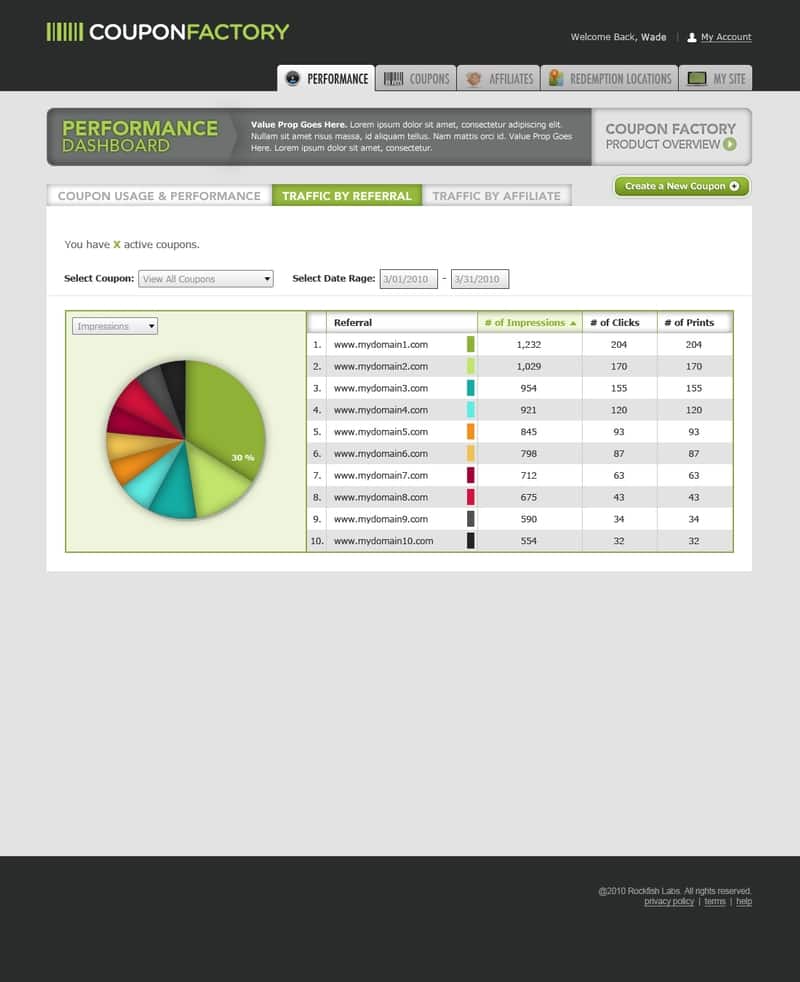 COUPONFACTORY
Welcome Back, Wade | My Account
PERFORMANCE COUPONS AFFILIATES REDEMPTION LOCATIONS MY SITE
PERFORMANCE
DASHBOARD
Value Prop Goes Here. Lorem ipsum dolor sit amet, consectetur adipiscing elit.
Nullam sit amet risus massa, id aliquam tellus. Nam mattis orci id. Value Prop Goes
Here. Lorem ipsum dolor sit amet, consectetur.
COUPON FACTORY
PRODUCT OVERVIEW
COUPON USAGE & PERFORMANCE TRAFFIC BY REFERRAL TRAFFIC BY AFFILIATE
Create a New Coupon
You have X active coupons.
Select Coupon: View All Coupons Select Date Rage: 3/01/2010 - 3/31/2010
Impressions
30 %
Referral # of Impressions # of Clicks # of Prints
1. www.mydomain1.com 1,232 204 204
2. www.mydomain2.com 1,029 170 170
3. www.mydomain3.com 954 155 155
4. www.mydomain4.com 921 120 120
5. www.mydomain5.com 845 93 93
6. www.mydomain6.com 798 87 87
7. www.mydomain7.com 712 63 63
8. www.mydomain8.com 675 43 43
9. www.mydomain9.com 590 34 34
10. www.mydomain10.com 554 32 32
@2010 Rockfish Labs. All rights reserved.
privacy policy | terms | help